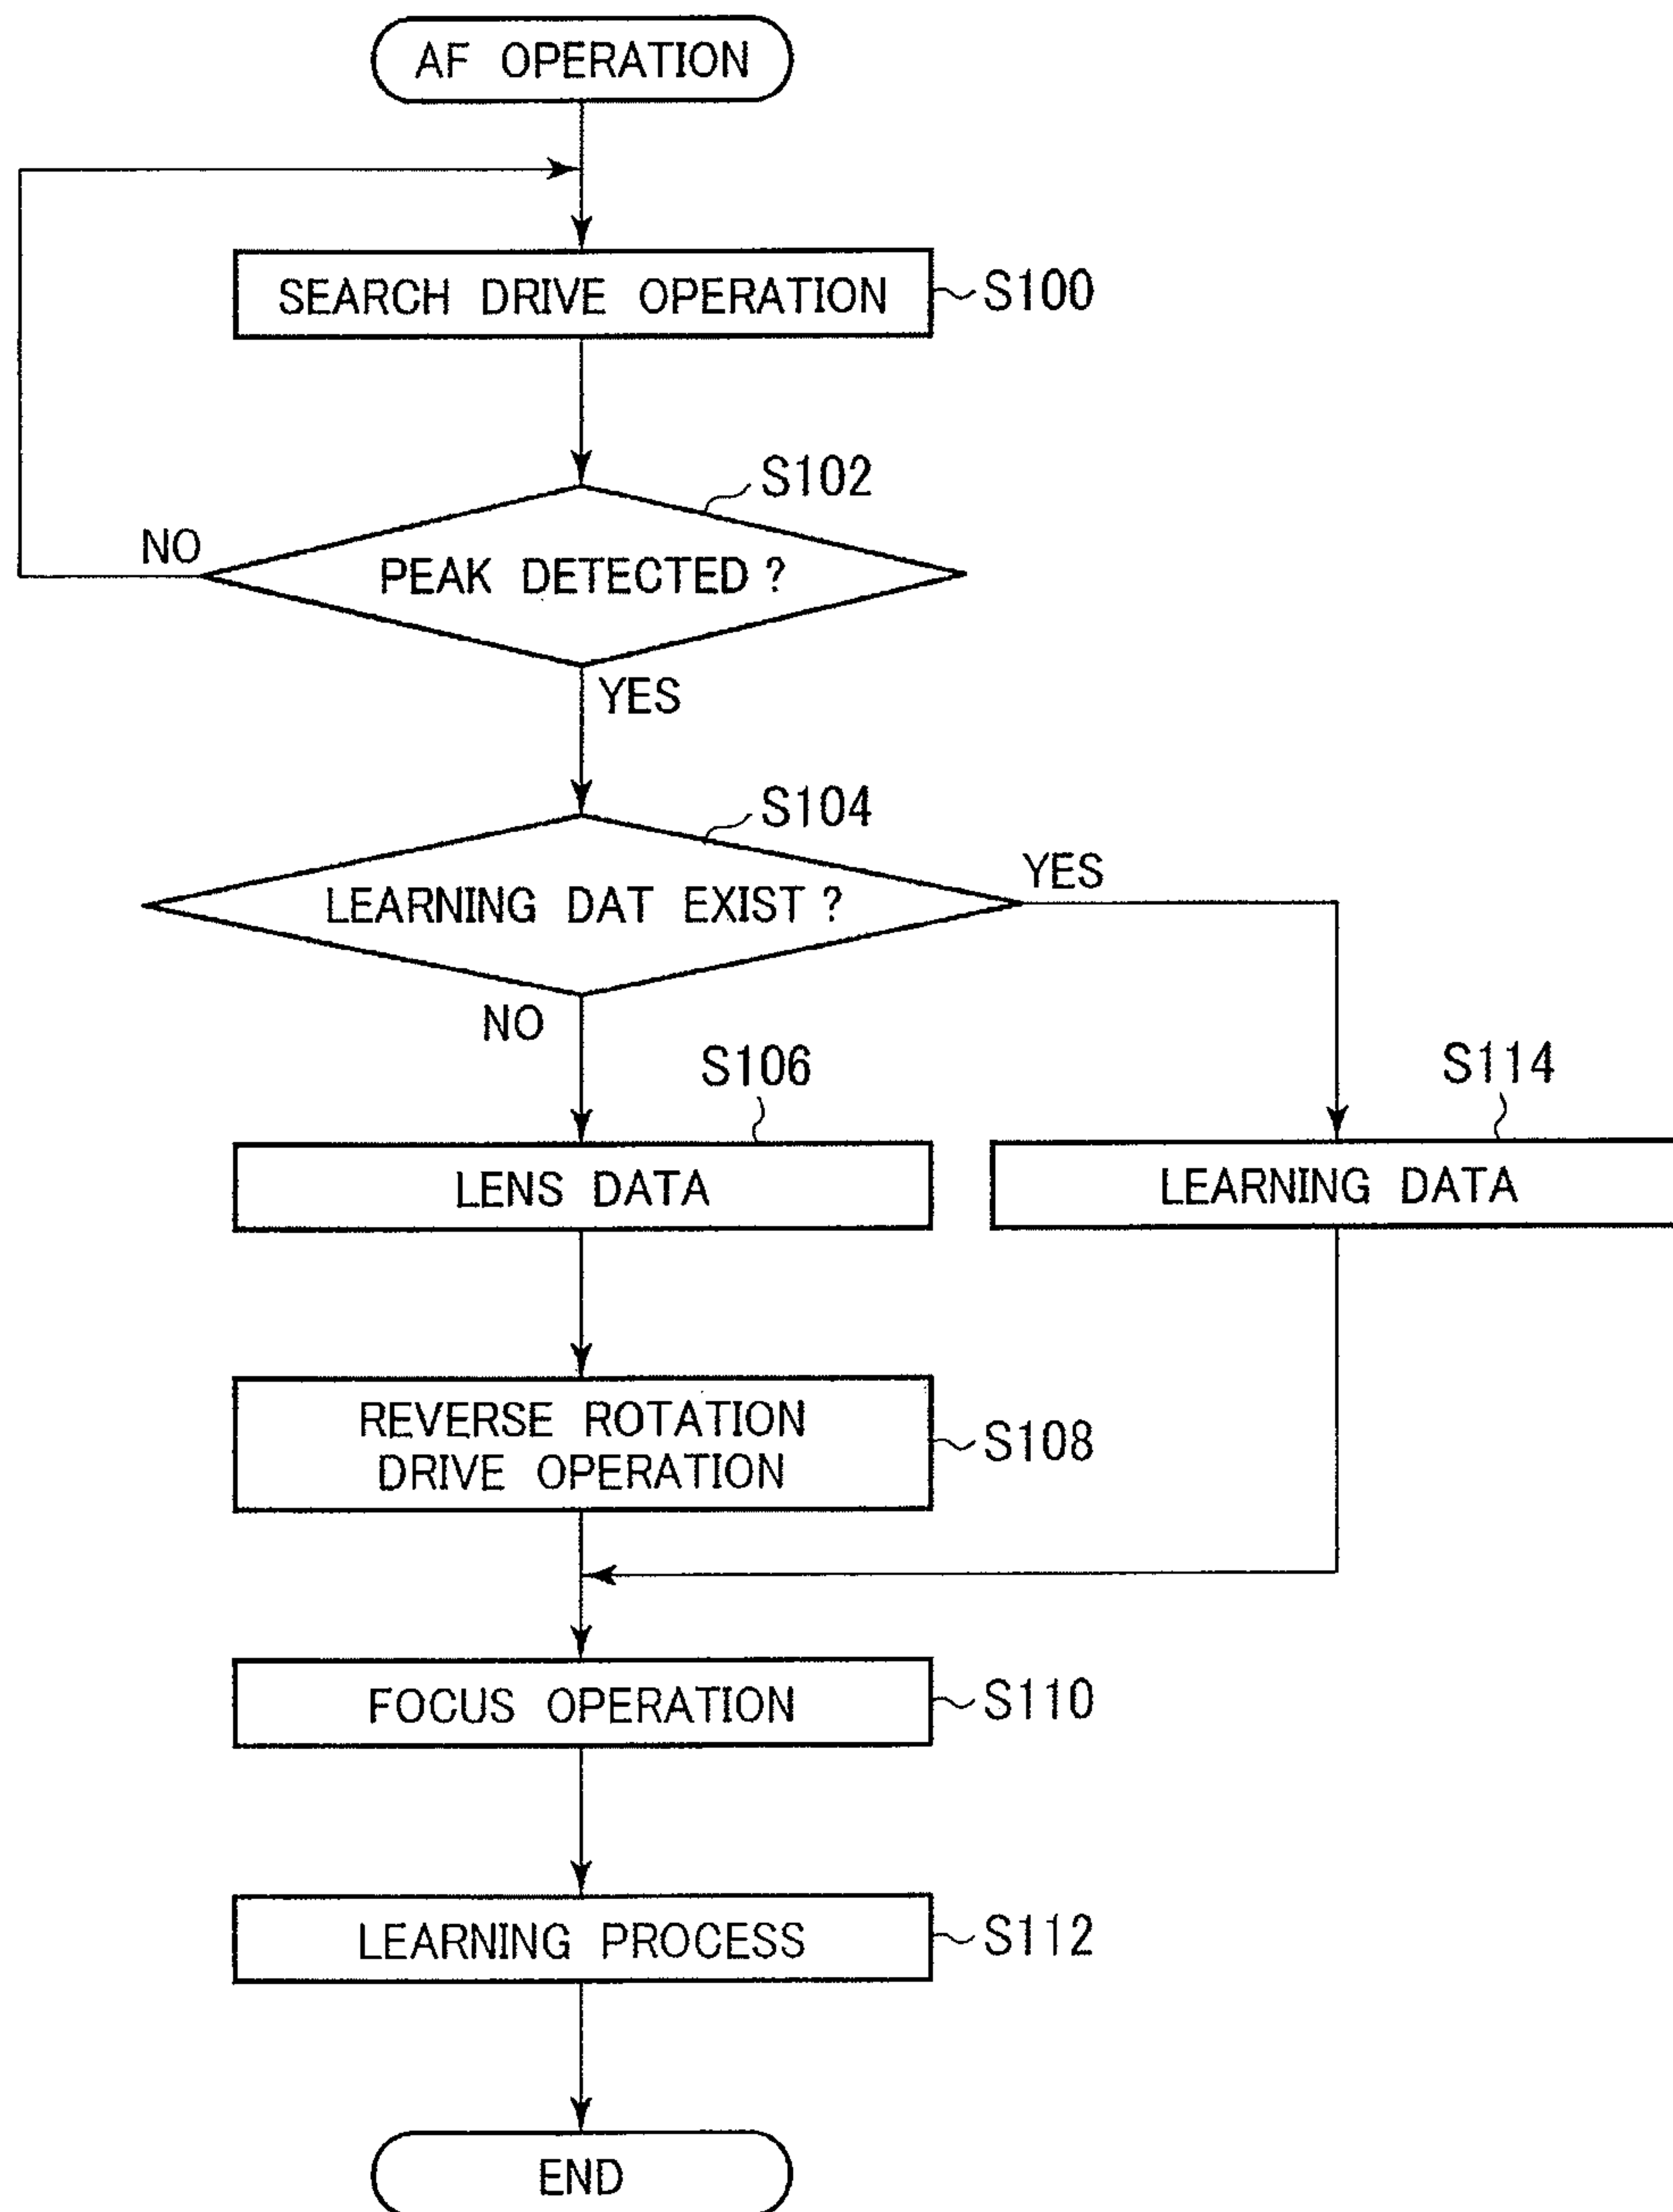 AF OPERATION
SEARCH DRIVE OPERATION
S100
S102
PEAK DETECTED ?
NO
YES
S104
LEARNING DAT EXIST ?
YES
NO
S106
LENS DATA
S114
LEARNING DATA
REVERSE ROTATION
DRIVE OPERATION
S108
FOCUS OPERATION
S110
LEARNING PROCESS
S112
END